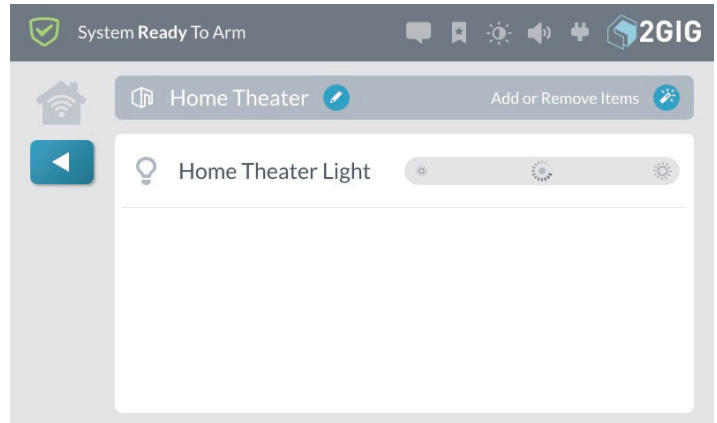 System Ready To Arm
2GIG
Home Theater
Add or Remove Items
Home Theater Light